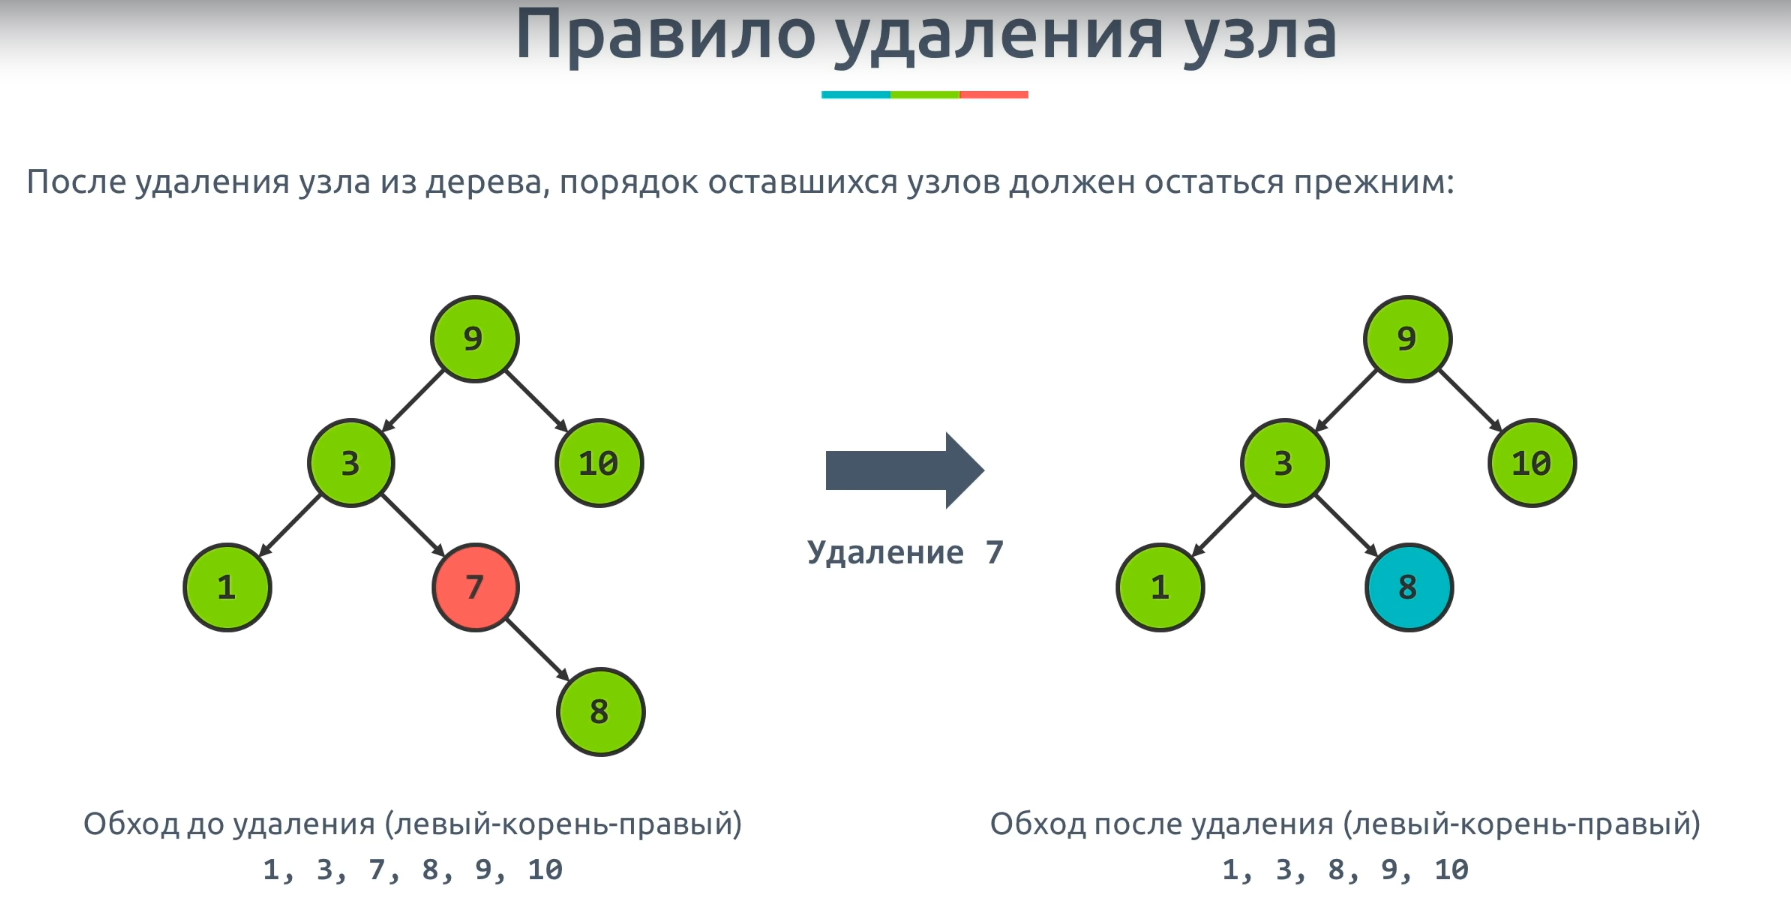 Правило удаления узла
После удаления узла из дерева, порядок оставшихся узлов должен остаться прежним:
9
9
3
10
3
10
Удаление 7
1
7
1
8
8
Обход до удаления (левый-корень-правый)
1, 3, 7, 8, 9, 10
Обход после удаления (левый-корень-правый)
1, 3, 8, 9, 10